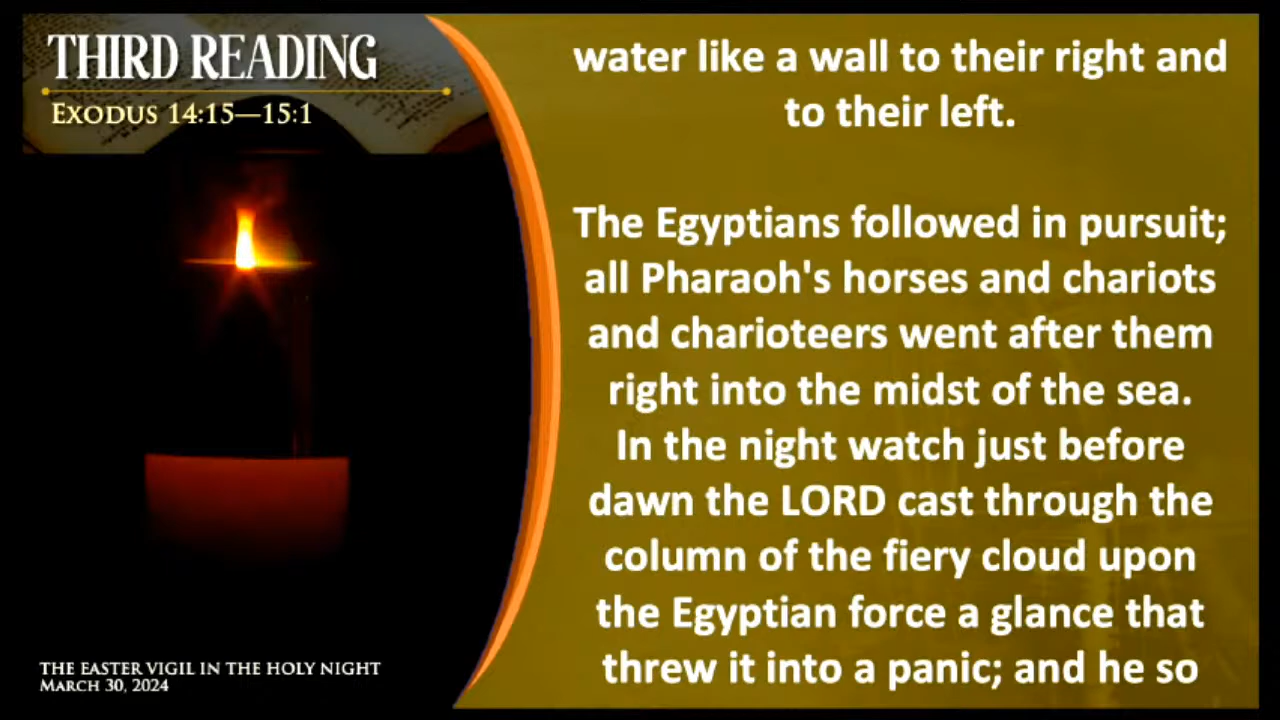 THIRD READING
EXODUS 14:15—15:1
water like a wall to their right and
to their left.
The Egyptians followed in pursuit;
all Pharaoh's horses and chariots
and charioteers went after them
right into the midst of the sea.
In the night watch just before
dawn the LORD cast through the
column of the fiery cloud upon
the Egyptian force a glance that
threw it into a panic; and he so
THE EASTER VIGIL IN THE HOLY NIGHT
MARCH 30, 2024